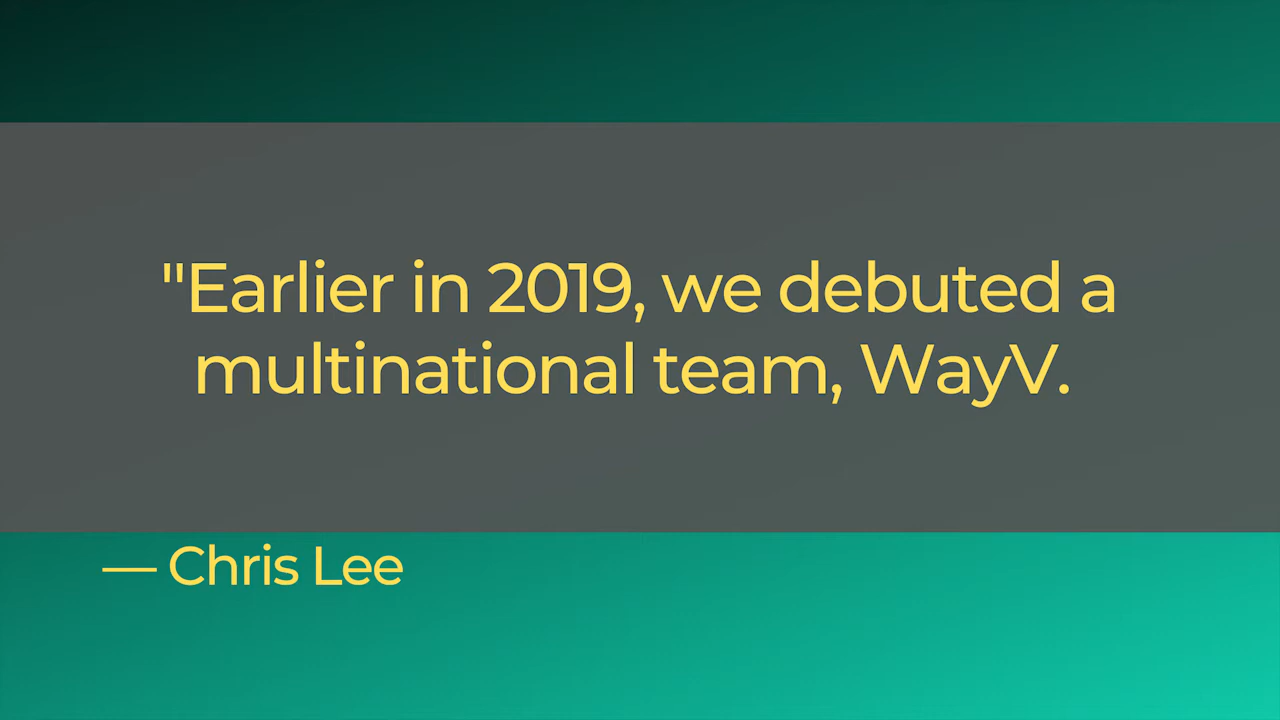 "Earlier in 2019, we debuted a
multinational team, WayV.
— Chris Lee